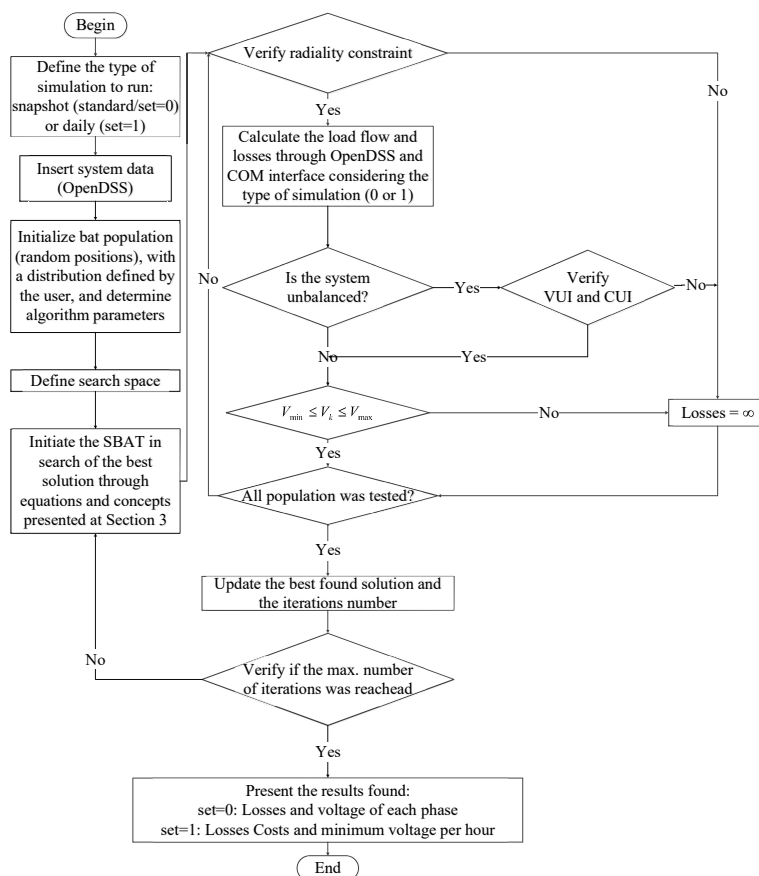 Begin
Define the type of
simulation to run:
snapshot (standard/set=0)
or daily (set=1)
Insert system data
(OpenDSS)
Initialize bat population
(random positions), with
a distribution defined by
the user, and determine
algorithm parameters
Define search space
Initiate the SBAT in
search of the best
solution through
equations and concepts
presented at Section 3
Verify radiality constraint
No
Yes
Calculate the load flow and
losses through OpenDSS and
COM interface considering the
type of simulation (0 or 1)
No
Is the system
unbalanced?
Yes
Verify
VUI and CUI
No
No
Yes
V_min ≤ V_k ≤ V_max
No
Losses = ∞
Yes
All population was tested?
Yes
Update the best found solution and
the iterations number
No
Verify if the max. number
of iterations was reachead
Yes
Present the results found:
set=0: Losses and voltage of each phase
set=1: Losses Costs and minimum voltage per hour
End